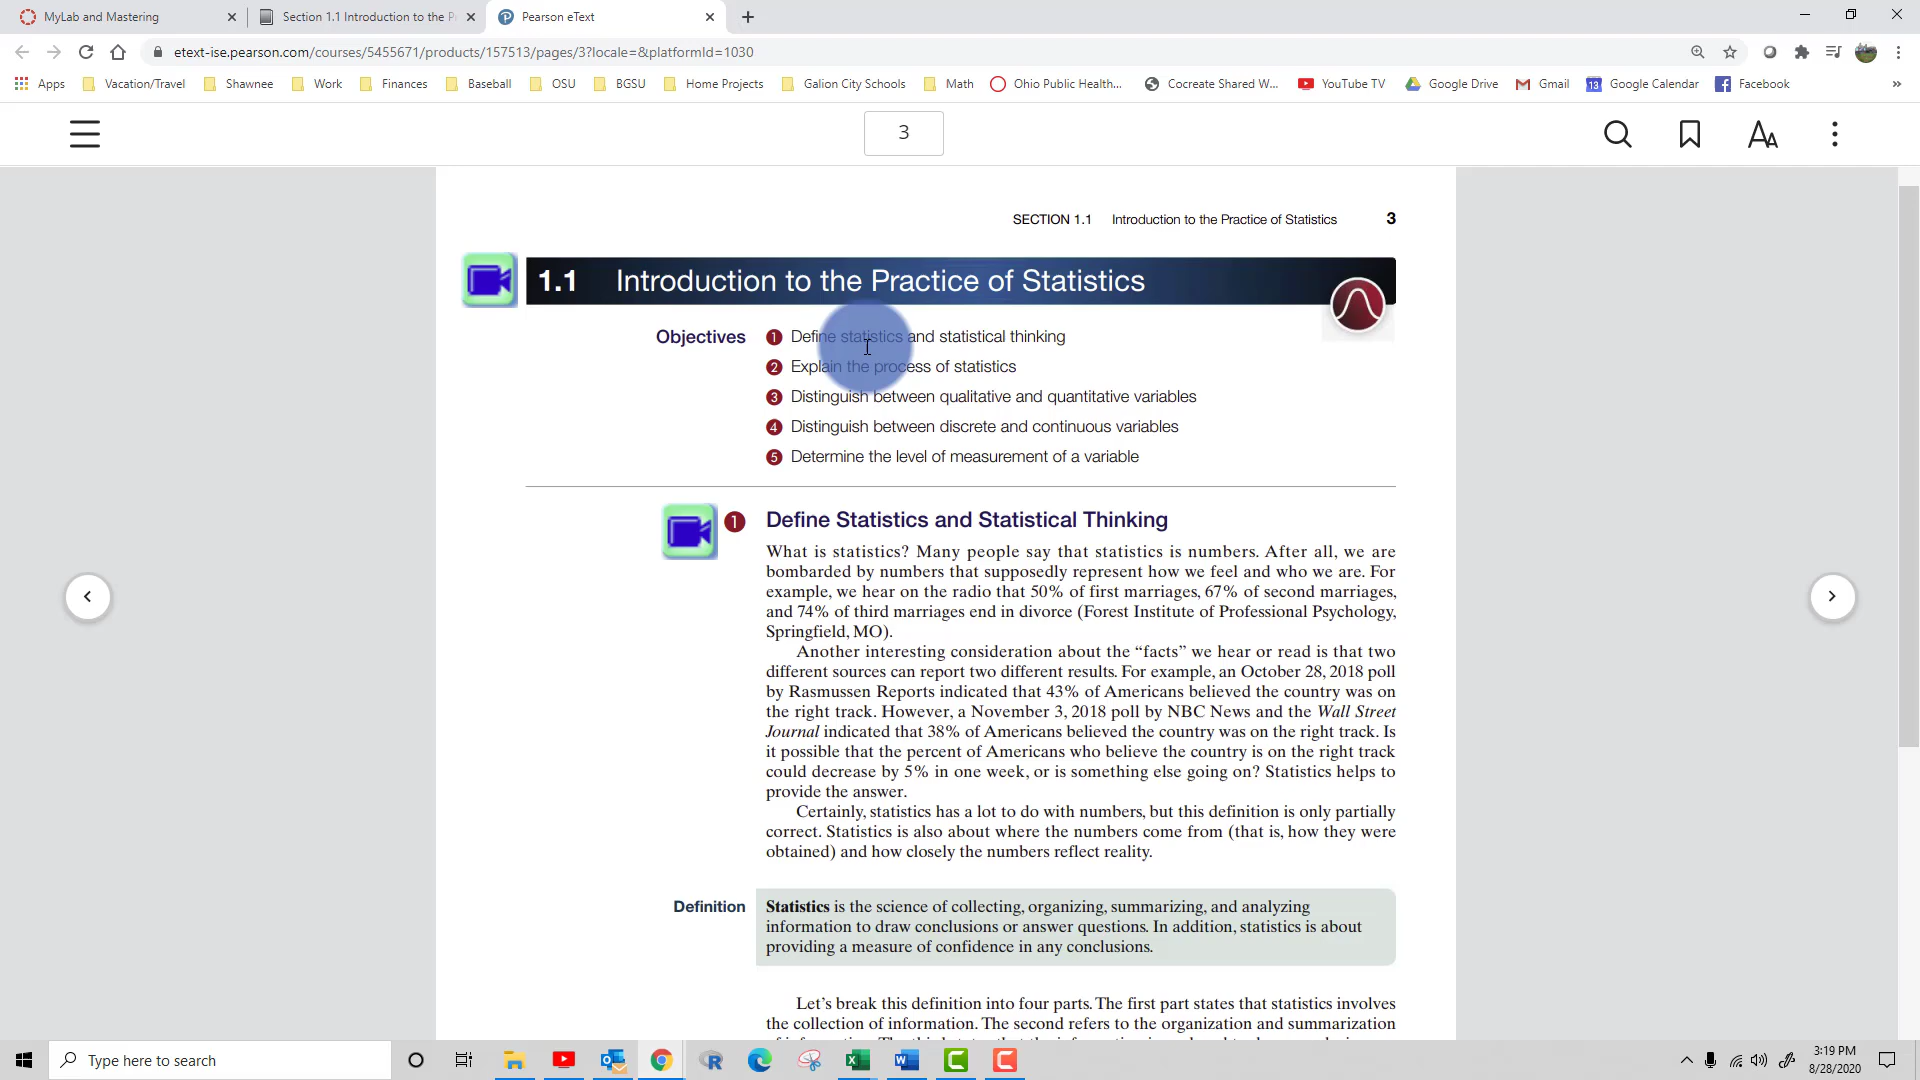 MyLab and Mastering
Section 1.1 Introduction to the P
Pearson eText
etext-ise.pearson.com/courses/5455671/products/157513/pages/3?locale=&platformId=1030
Apps Vacation/Travel Shawnee Work Finances Baseball OSU BGSU Home Projects Galion City Schools Math Ohio Public Health... Cocreate Shared W... YouTube TV Google Drive Gmail 13 Google Calendar Facebook »
3
AA
SECTION 1.1 Introduction to the Practice of Statistics 3
1.1 Introduction to the Practice of Statistics
Objectives 1 Define statistics and statistical thinking
2 Explain the process of statistics
3 Distinguish between qualitative and quantitative variables
4 Distinguish between discrete and continuous variables
5 Determine the level of measurement of a variable
1 Define Statistics and Statistical Thinking
What is statistics? Many people say that statistics is numbers. After all, we are
bombarded by numbers that supposedly represent how we feel and who we are. For
example, we hear on the radio that 50% of first marriages, 67% of second marriages,
and 74% of third marriages end in divorce (Forest Institute of Professional Psychology,
Springfield, MO).
Another interesting consideration about the “facts” we hear or read is that two
different sources can report two different results. For example, an October 28, 2018 poll
by Rasmussen Reports indicated that 43% of Americans believed the country was on
the right track. However, a November 3, 2018 poll by NBC News and the Wall Street
Journal indicated that 38% of Americans believed the country was on the right track. Is
it possible that the percent of Americans who believe the country is on the right track
could decrease by 5% in one week, or is something else going on? Statistics helps to
provide the answer.
Certainly, statistics has a lot to do with numbers, but this definition is only partially
correct. Statistics is also about where the numbers come from (that is, how they were
obtained) and how closely the numbers reflect reality.
Definition Statistics is the science of collecting, organizing, summarizing, and analyzing
information to draw conclusions or answer questions. In addition, statistics is about
providing a measure of confidence in any conclusions.
Let’s break this definition into four parts. The first part states that statistics involves
the collection of information. The second refers to the organization and summarization
Type here to search
3:19 PM
8/28/2020